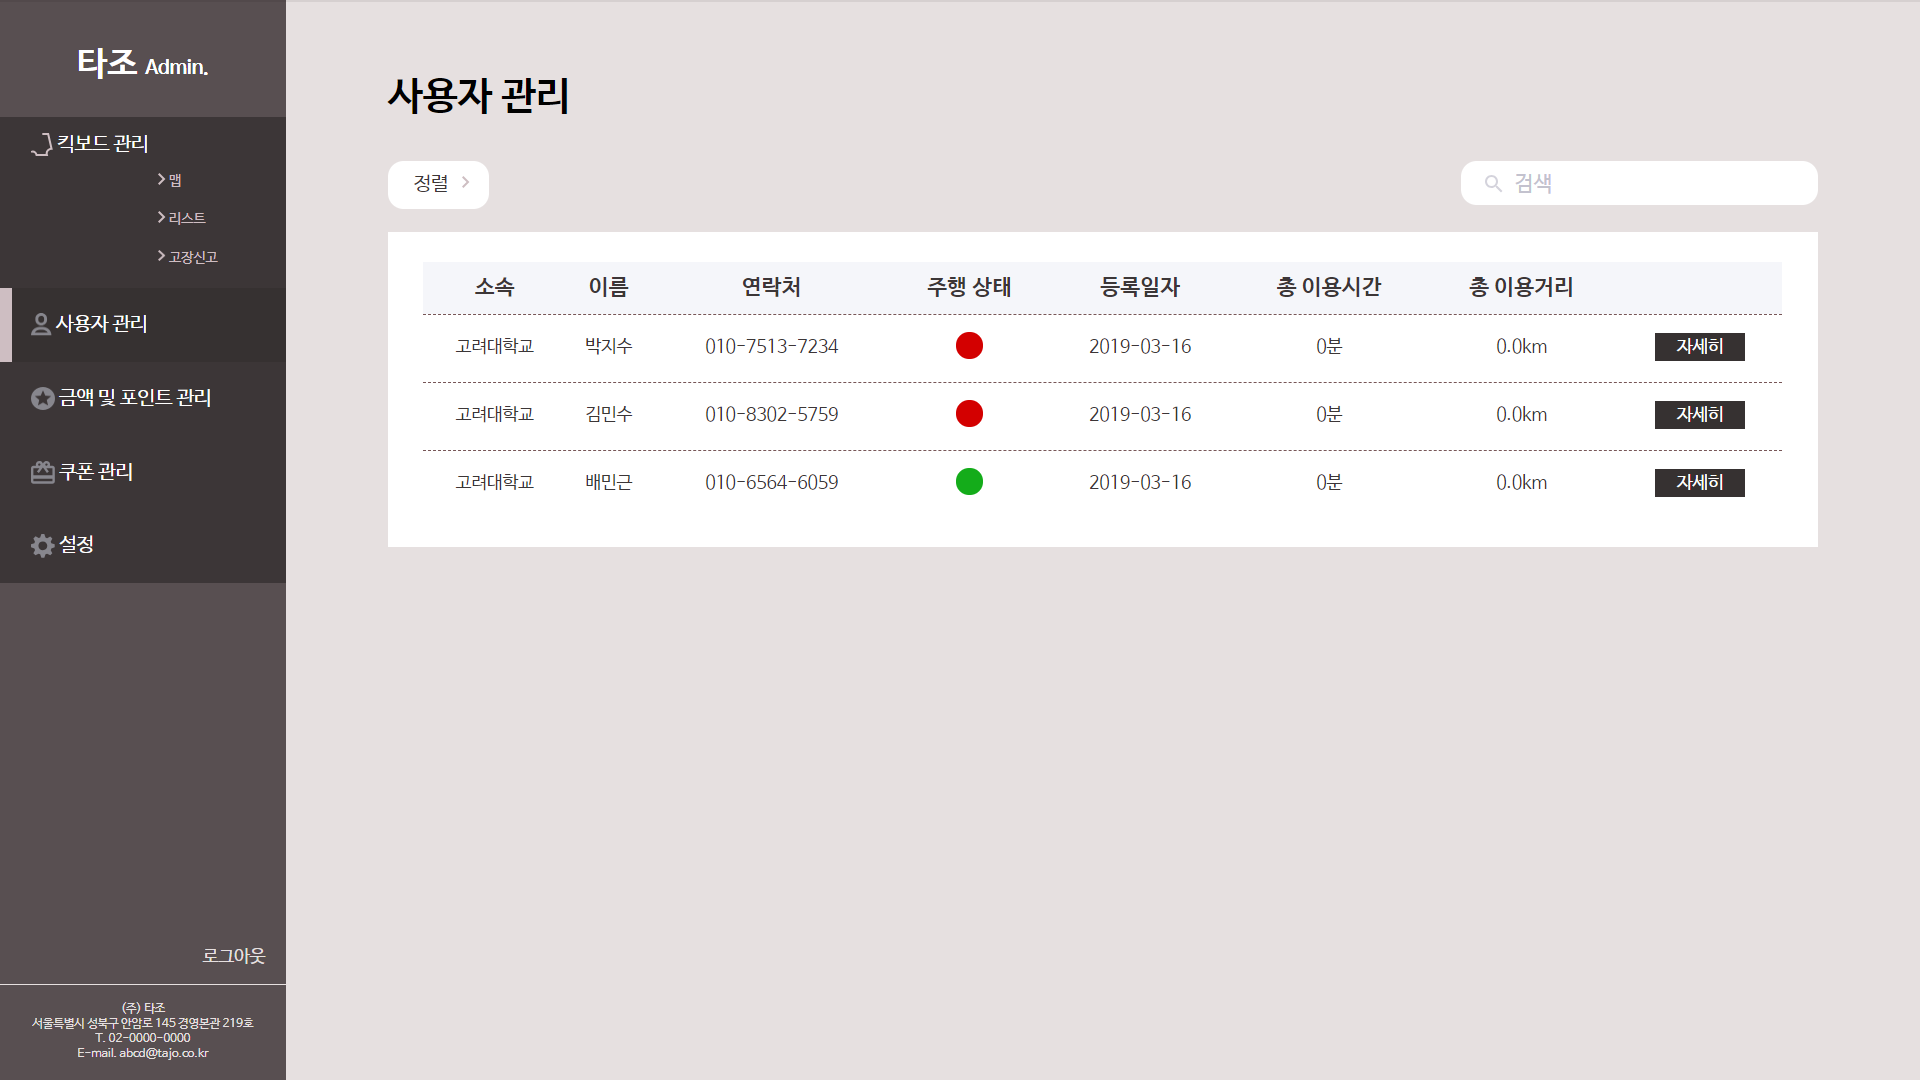 타조 Admin.
킥보드 관리
맵
리스트
고장신고
사용자 관리
금액 및 포인트 관리
쿠폰 관리
설정
로그아웃
(주) 타조
서울특별시 성북구 안암로 145 경영본관 219호
T. 02-0000-0000
E-mail. abcd@tajo.co.kr
사용자 관리
정렬
검색
소속 이름 연락처 주행 상태 등록일자 총 이용시간 총 이용거리
고려대학교 박지수 010-7513-7234 2019-03-16 0분 0.0km 자세히
고려대학교 김민수 010-8302-5759 2019-03-16 0분 0.0km 자세히
고려대학교 배민근 010-6564-6059 2019-03-16 0분 0.0km 자세히